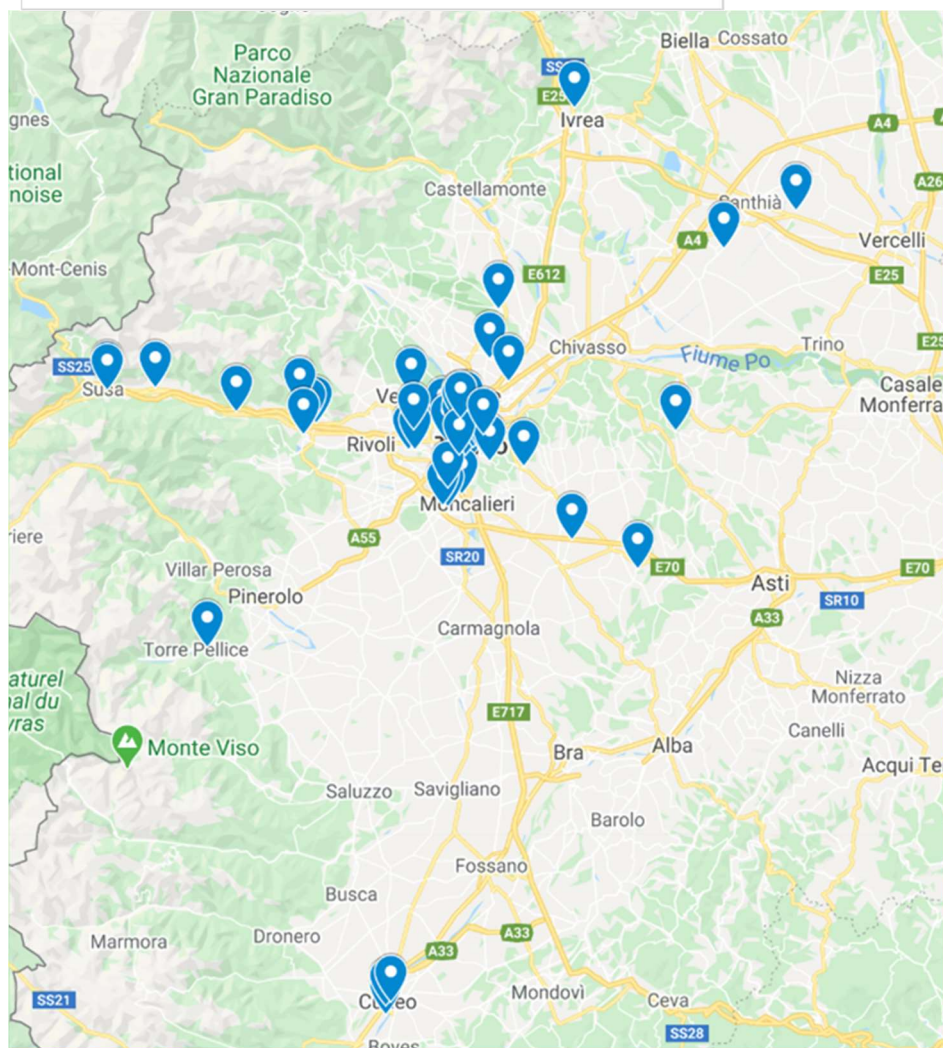 Parco
Nazionale
Gran Paradiso
Biella
Cossato
E25
Ivrea
gnes
A4
tional
noise
Castellamonte
A26
Santhià
A4
Vercelli
-Mont-Cenis
E612
E25
Chivasso
Fiume Po
Trino
E25
SS25
Susa
Casale
Monferra
Rivoli
Moncalieri
A55
SR20
riere
Villar Perosa
E70
E70
Asti
Pinerolo
SR10
A33
Carmagnola
Torre Pellice
aturel
nal du
yras
Nizza
Monferrato
E717
Canelli
Monte Viso
Bra
Alba
Acqui Te
Saluzzo
Savigliano
Barolo
Fossano
Busca
Marmora
Dronero
A33
A33
SS21
Cuneo
Mondovì
Ceva
SS28
Boves